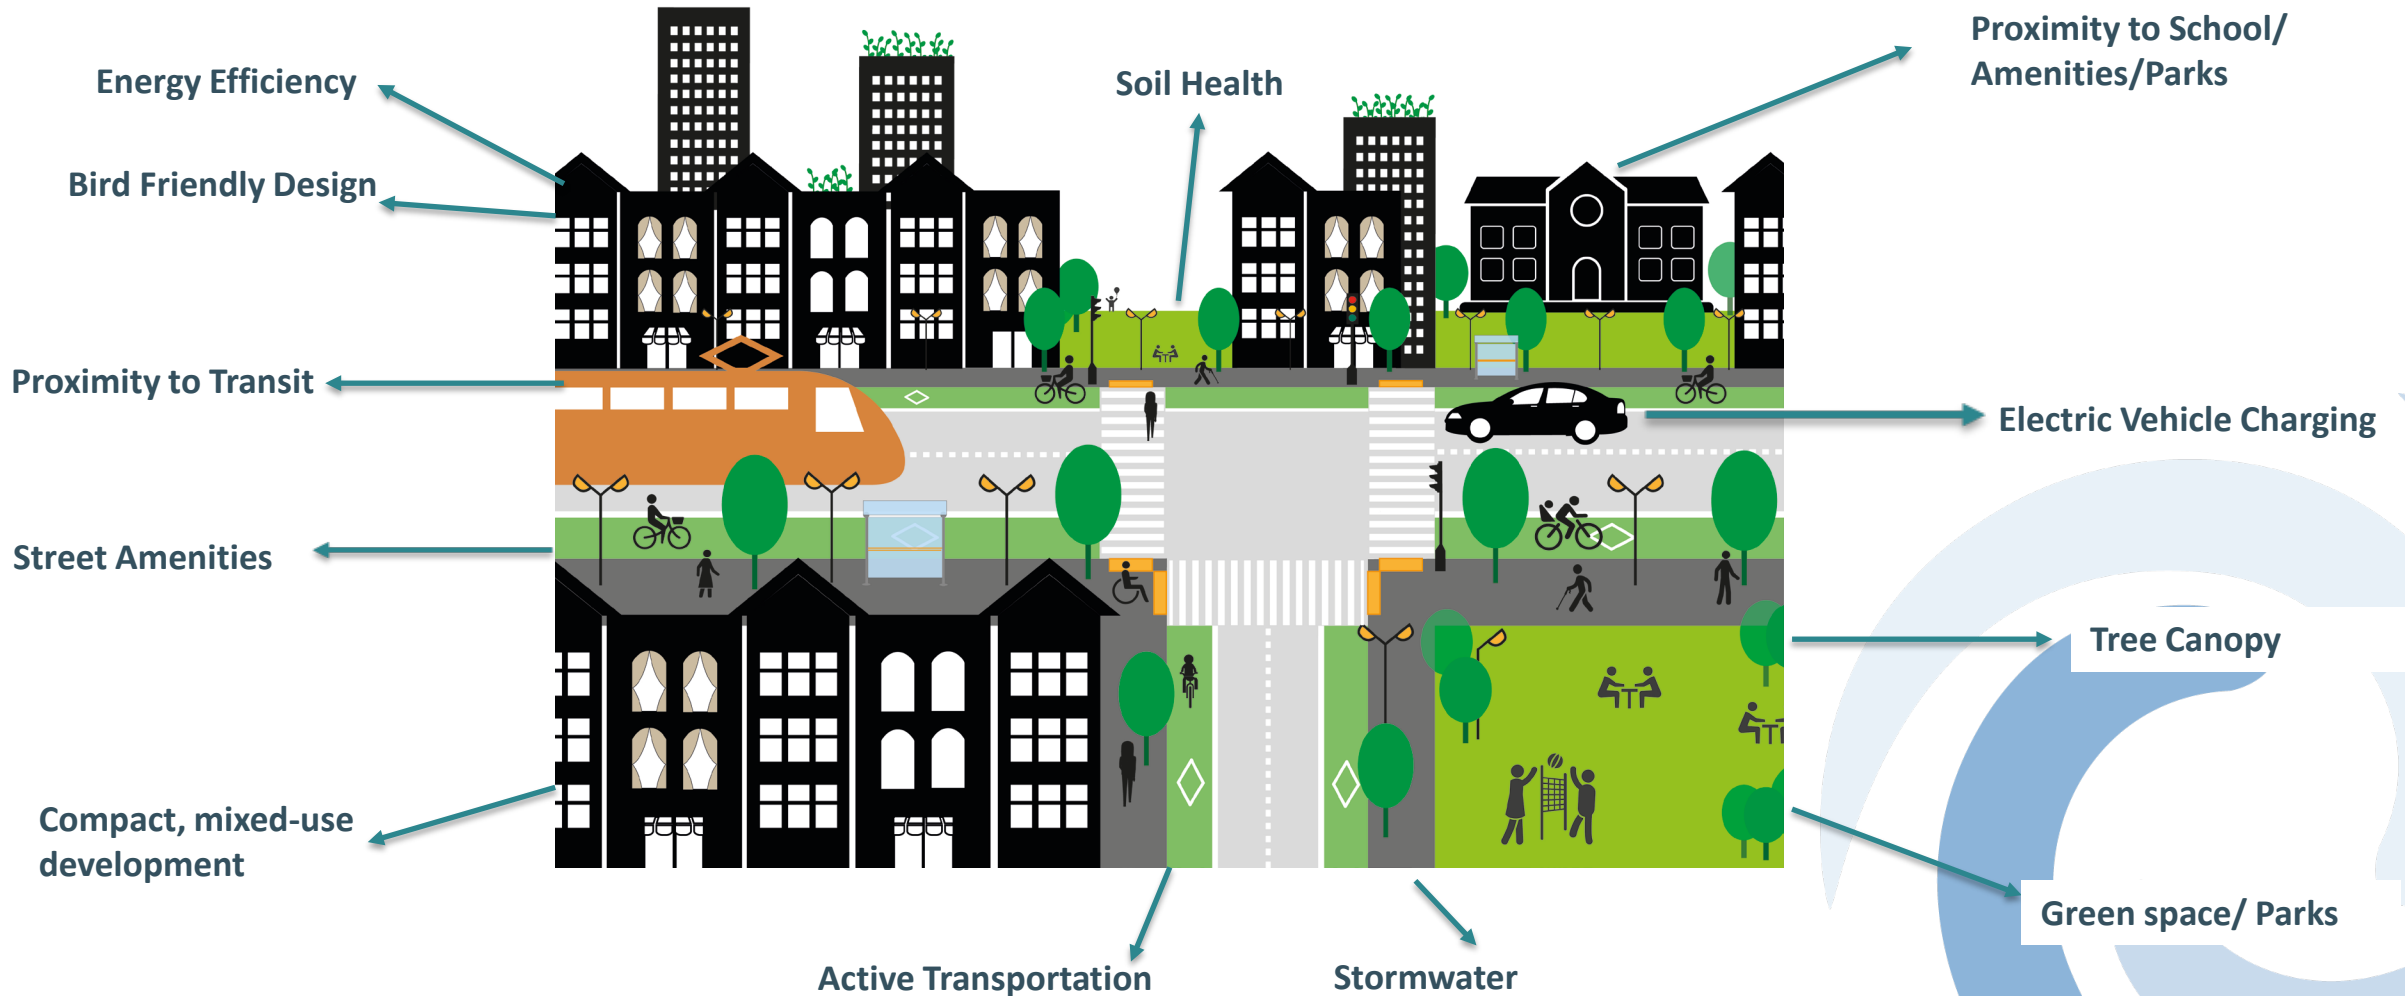 Energy Efficiency
Bird Friendly Design
Proximity to Transit
Street Amenities
Compact, mixed-use
development
Soil Health
Proximity to School/
Amenities/Parks
Electric Vehicle Charging
Tree Canopy
Green space/ Parks
Active Transportation
Stormwater